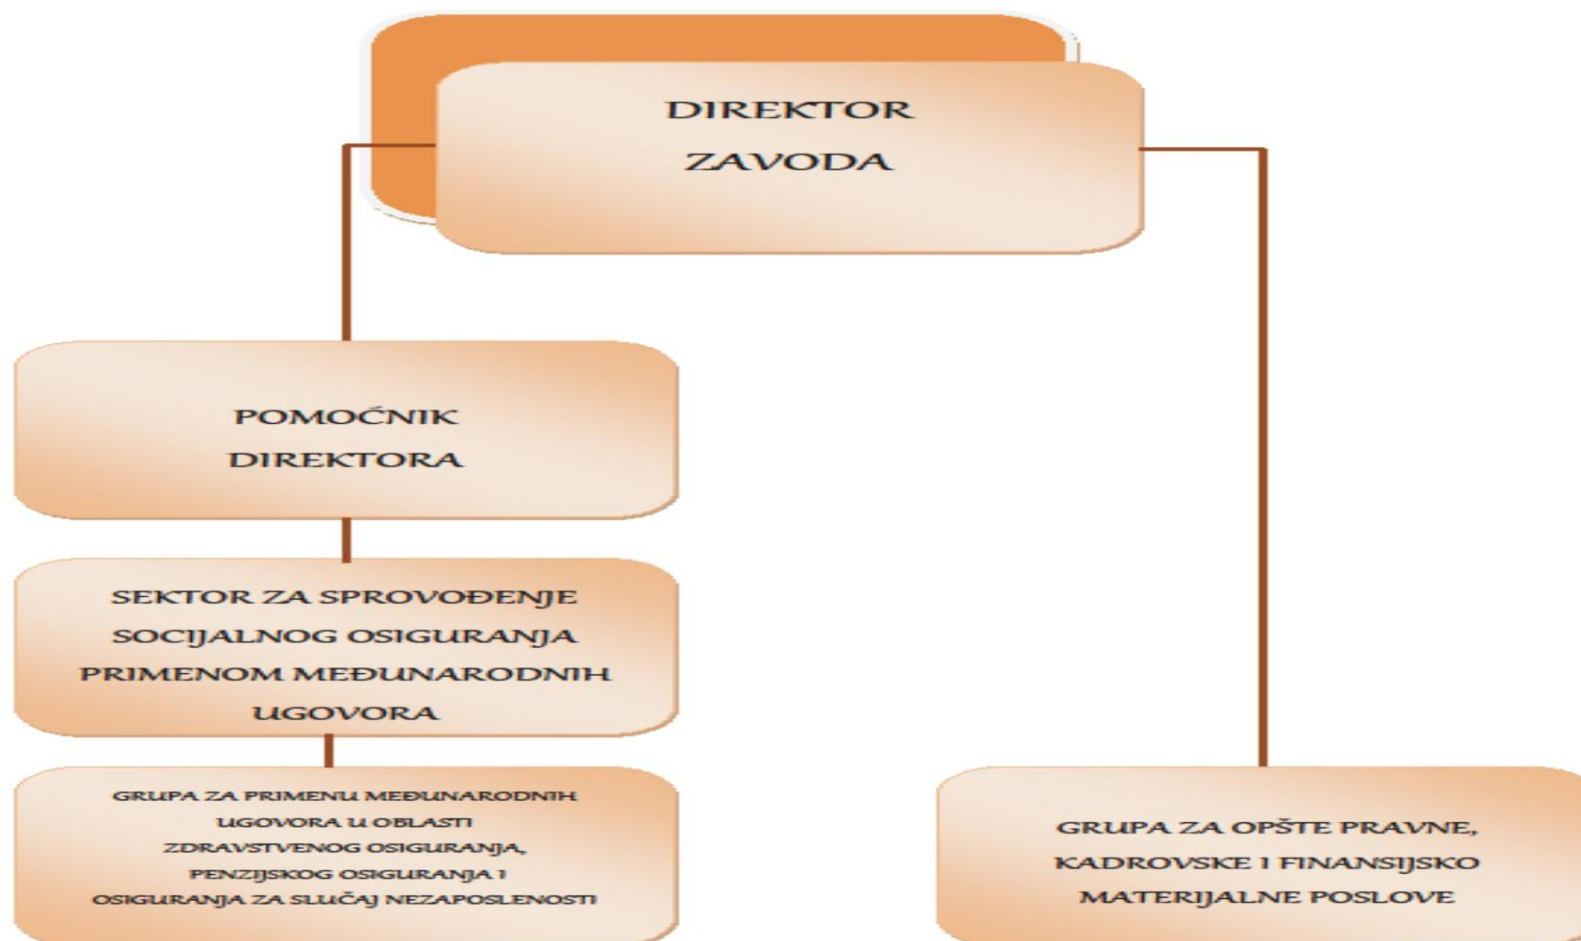 DIREKTOR
ZAVODA
POMOĆNIK
DIREKTORA
SEKTOR ZA SPROVOĐENJE
SOCIJALNOG OSIGURANJA
PRIMENOM MEĐUNARODNIH
UGOVORA
GRUPA ZA PRIMENU MEĐUNARODNIH
UGOVORA U OBLASTI
ZDRAVSTVENOG OSIGURANJA,
PENZIJSKOG OSIGURANJA I
OSIGURANJA ZA SLUČAJ NEZAPOSLENOSTI
GRUPA ZA OPŠTE PRAVNE,
KADROVSKE I FINANSIJSKO
MATERIJALNE POSLOVE